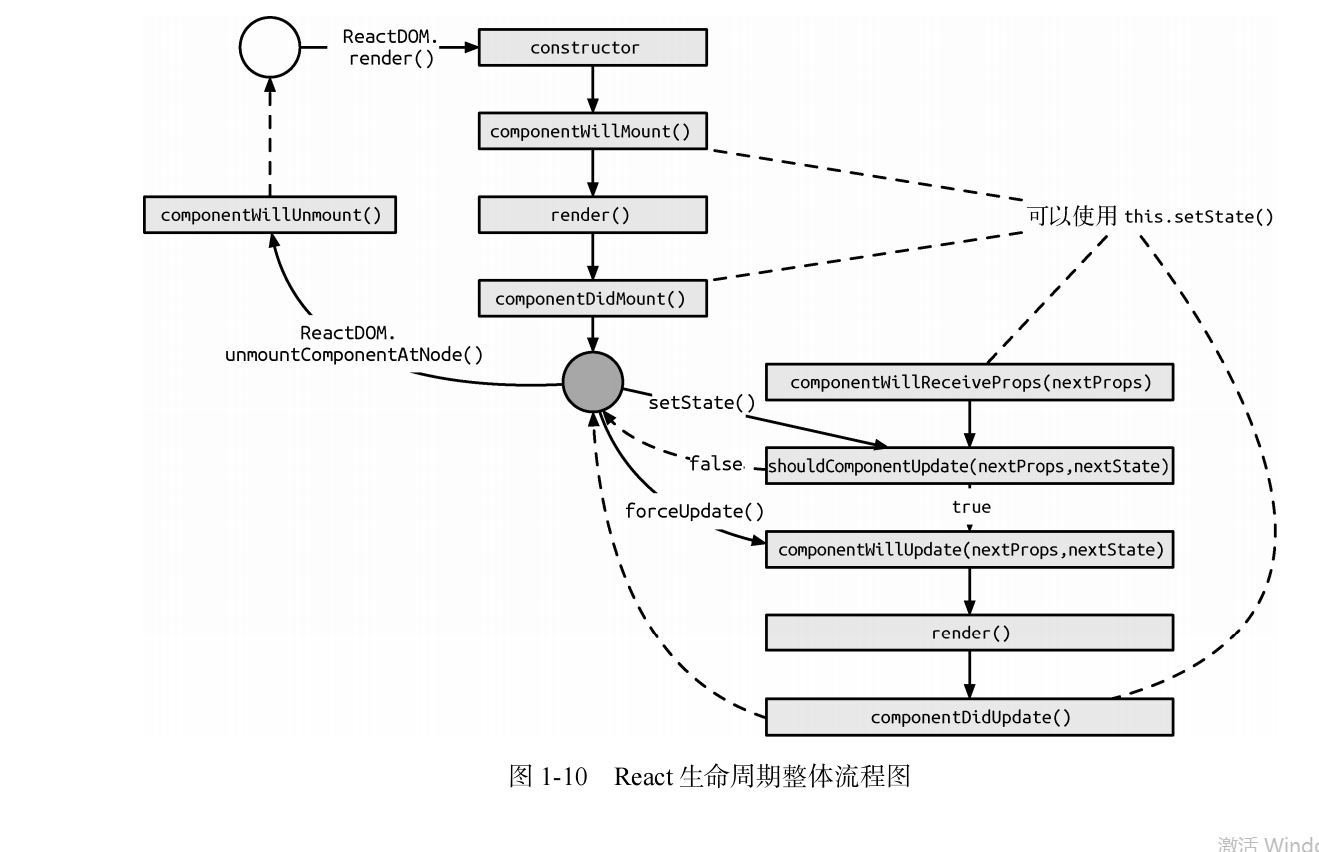 ReactDOM.
render()
constructor
componentWillMount()
componentWillUnmount()
render()
可以使用 this.setState()
componentDidMount()
ReactDOM.
unmountComponentAtNode()
componentWillReceiveProps(nextProps)
setState()
false
shouldComponentUpdate(nextProps,nextState)
true
forceUpdate()
componentWillUpdate(nextProps,nextState)
render()
componentDidUpdate()
图 1-10 React 生命周期整体流程图
激活 Windo